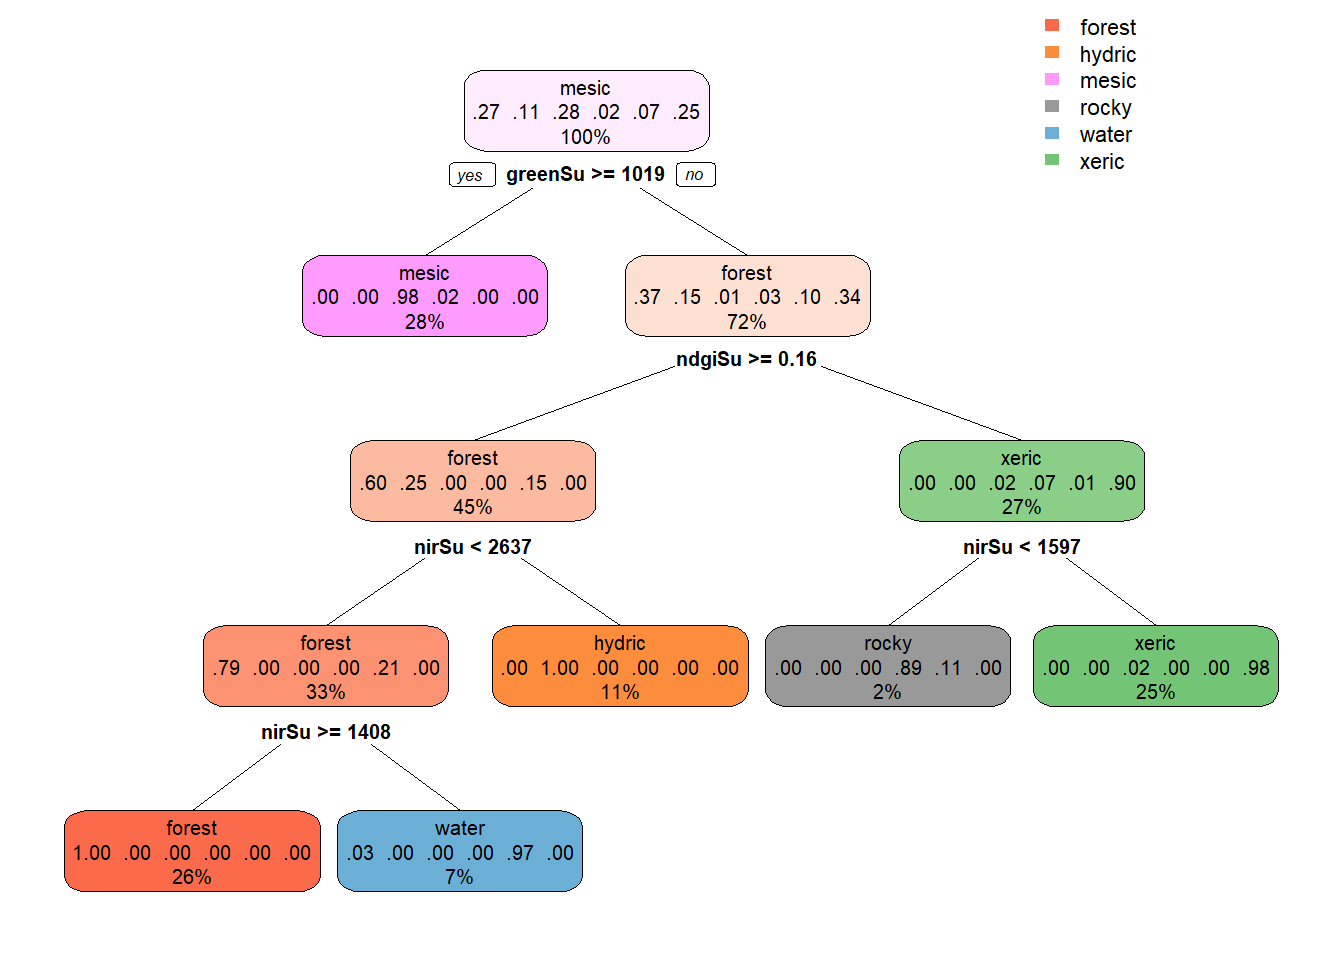 forest
hydric
mesic
rocky
water
xeric
mesic
.27 .11 .28 .02 .07 .25
100%
yes greenSu >= 1019 no
mesic
.00 .00 .98 .02 .00 .00
28%
forest
.37 .15 .01 .03 .10 .34
72%
ndgiSu >= 0.16
forest
.60 .25 .00 .00 .15 .00
45%
xeric
.00 .00 .02 .07 .01 .90
27%
nirSu < 2637
nirSu < 1597
forest
.79 .00 .00 .00 .21 .00
33%
hydric
.00 1.00 .00 .00 .00 .00
11%
rocky
.00 .00 .00 .89 .11 .00
2%
xeric
.00 .00 .02 .00 .00 .98
25%
nirSu >= 1408
forest
1.00 .00 .00 .00 .00 .00
26%
water
.03 .00 .00 .00 .97 .00
7%